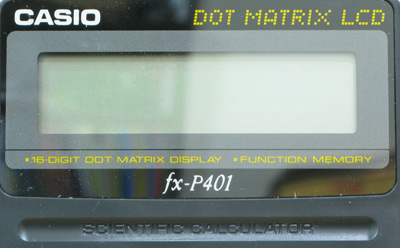 CASIO DOT MATRIX LCD
•16-DIGIT DOT MATRIX DISPLAY •FUNCTION MEMORY
fx-P401
SCIENTIFIC CALCULATOR